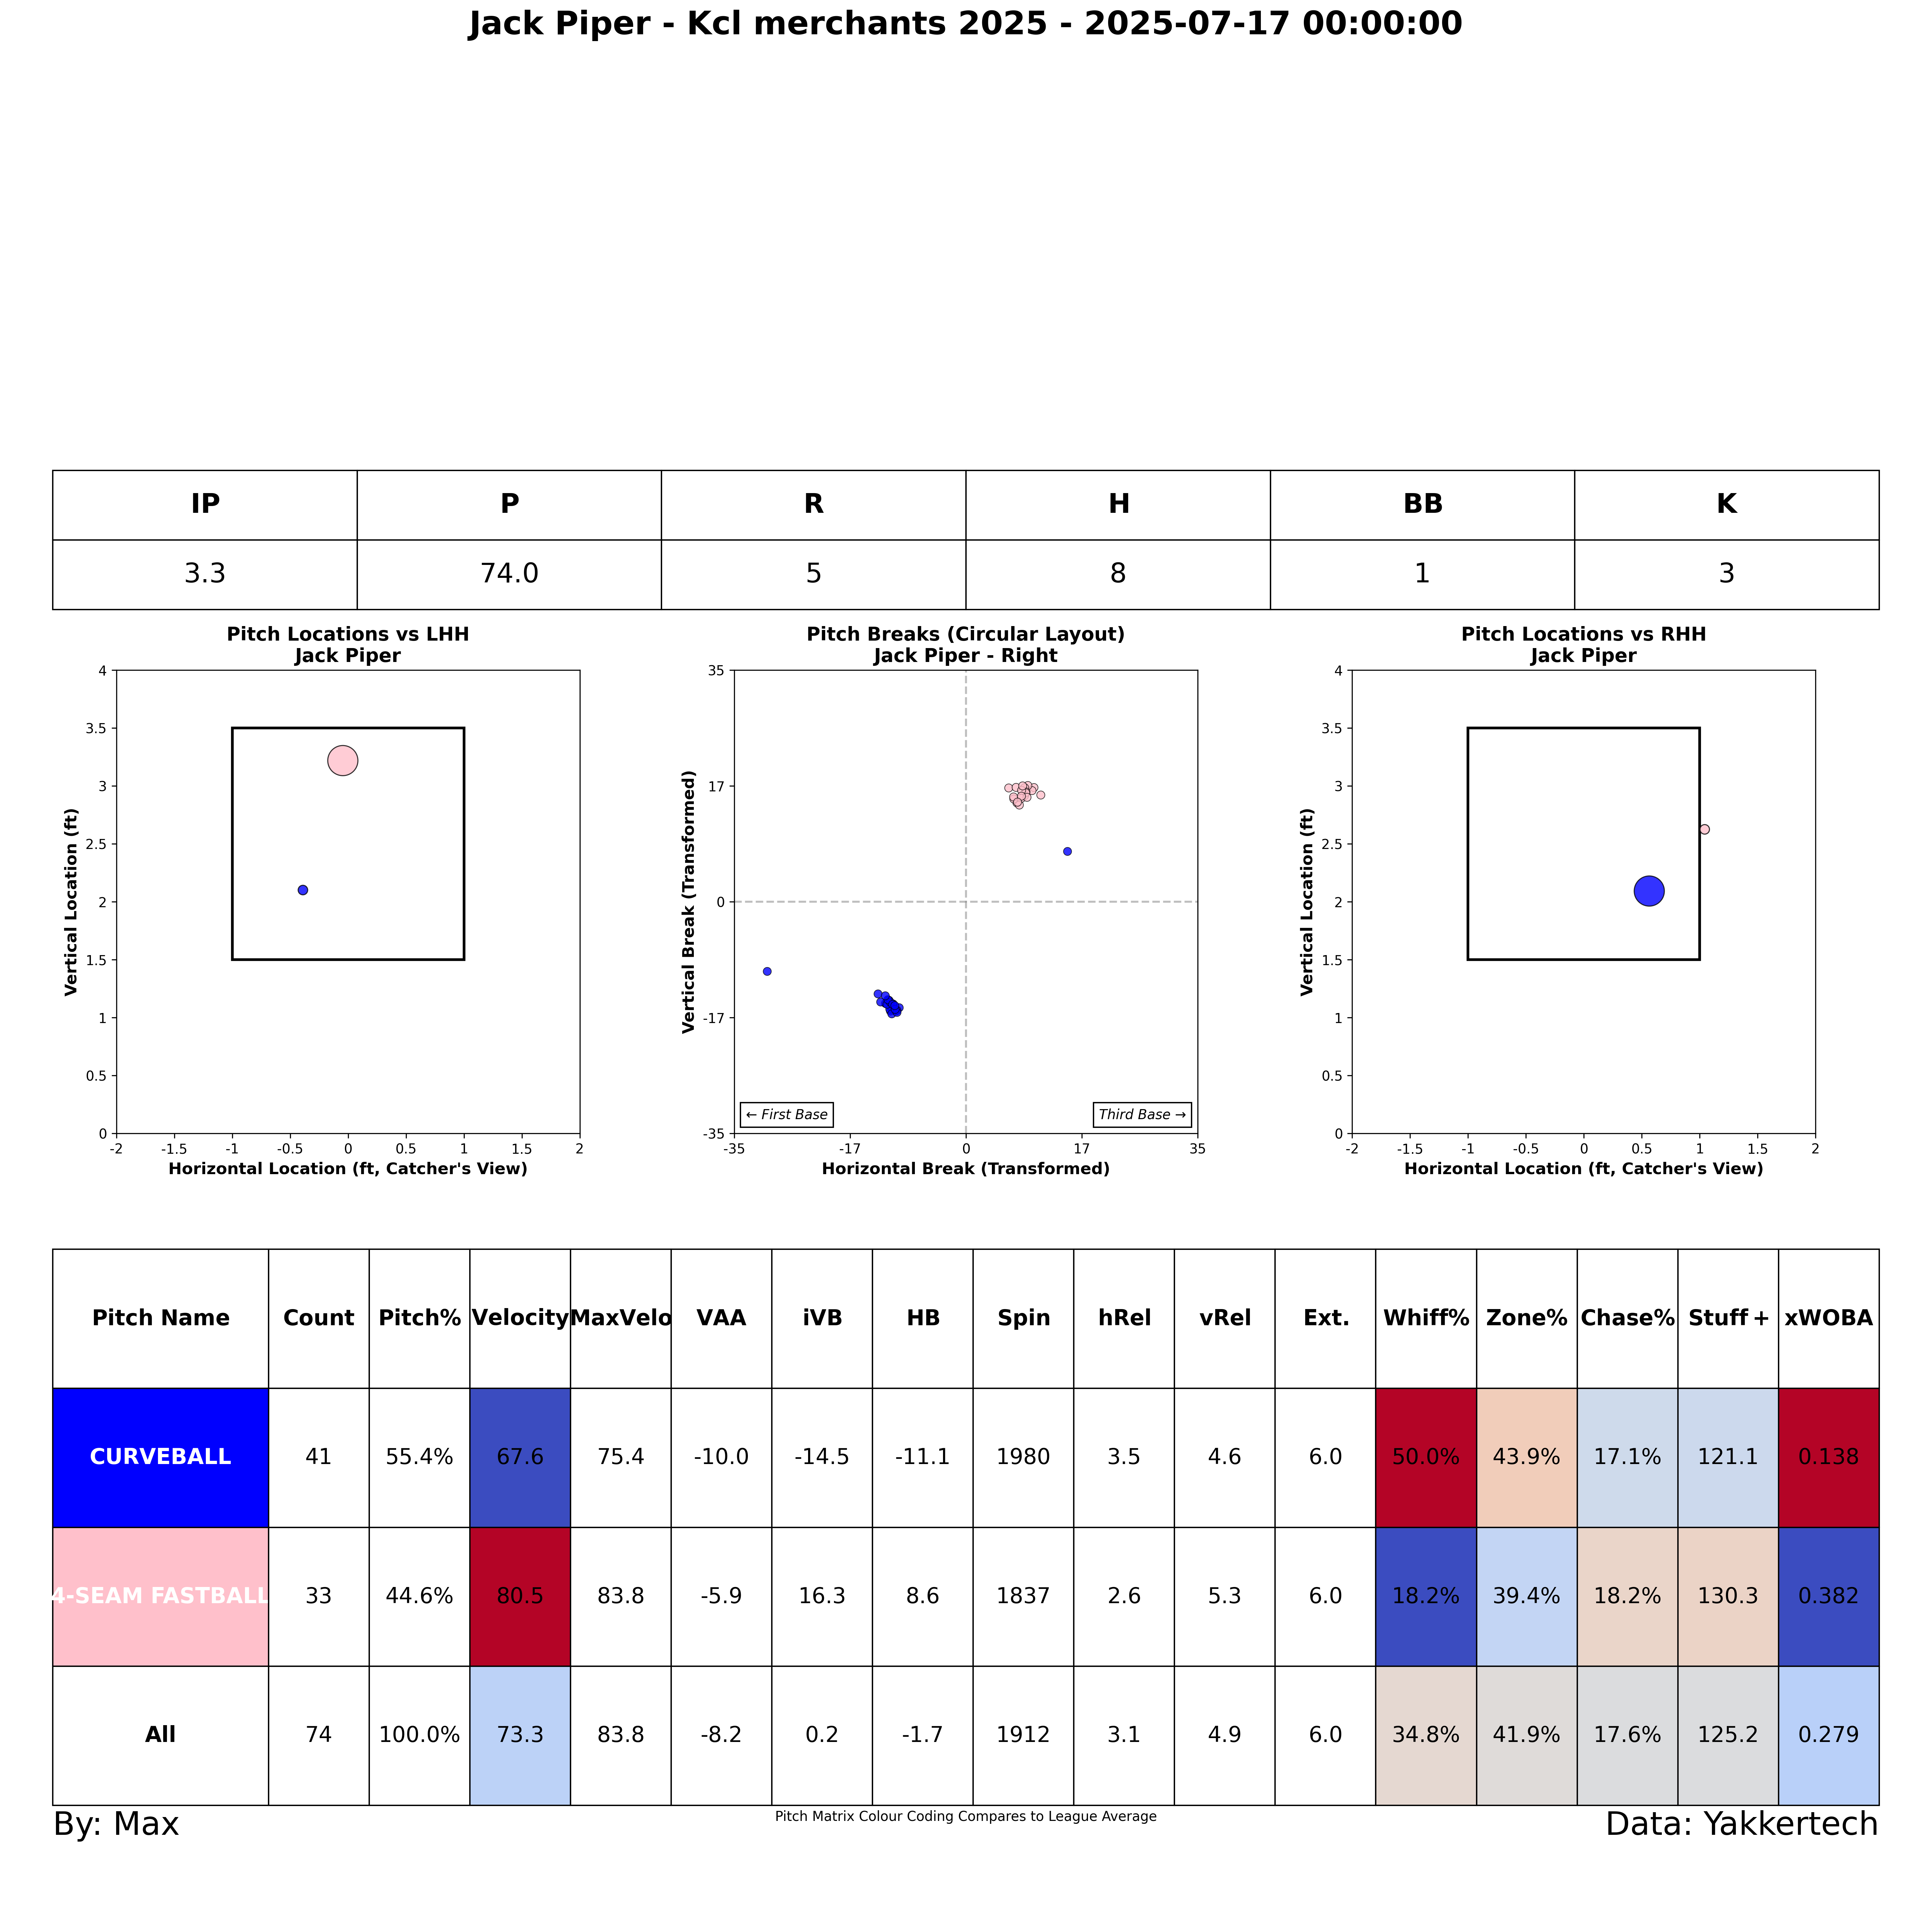 Jack Piper - Kcl merchants 2025 - 2025-07-17 00:00:00
IP P R H BB K
3.3 74.0 5 8 1 3
Pitch Locations vs LHH
Jack Piper
4
3.5
3
2.5
2
1.5
1
0.5
0
-2 -1.5 -1 -0.5 0 0.5 1 1.5 2
Vertical Location (ft)
Horizontal Location (ft, Catcher's View)
Pitch Breaks (Circular Layout)
Jack Piper - Right
35
17
0
-17
-35
-35 -17 0 17 35
← First Base
Third Base →
Vertical Break (Transformed)
Horizontal Break (Transformed)
Pitch Locations vs RHH
Jack Piper
4
3.5
3
2.5
2
1.5
1
0.5
0
-2 -1.5 -1 -0.5 0 0.5 1 1.5 2
Vertical Location (ft)
Horizontal Location (ft, Catcher's View)
Pitch Name Count Pitch% Velocity MaxVelo VAA iVB HB Spin hRel vRel Ext. Whiff% Zone% Chase% Stuff+ xWOBA
CURVEBALL 41 55.4% 67.6 75.4 -10.0 -14.5 -11.1 1980 3.5 4.6 6.0 50.0% 43.9% 17.1% 121.1 0.138
4-SEAM FASTBALL 33 44.6% 80.5 83.8 -5.9 16.3 8.6 1837 2.6 5.3 6.0 18.2% 39.4% 18.2% 130.3 0.382
All 74 100.0% 73.3 83.8 -8.2 0.2 -1.7 1912 3.1 4.9 6.0 34.8% 41.9% 17.6% 125.2 0.279
By: Max
Pitch Matrix Colour Coding Compares to League Average
Data: Yakkertech